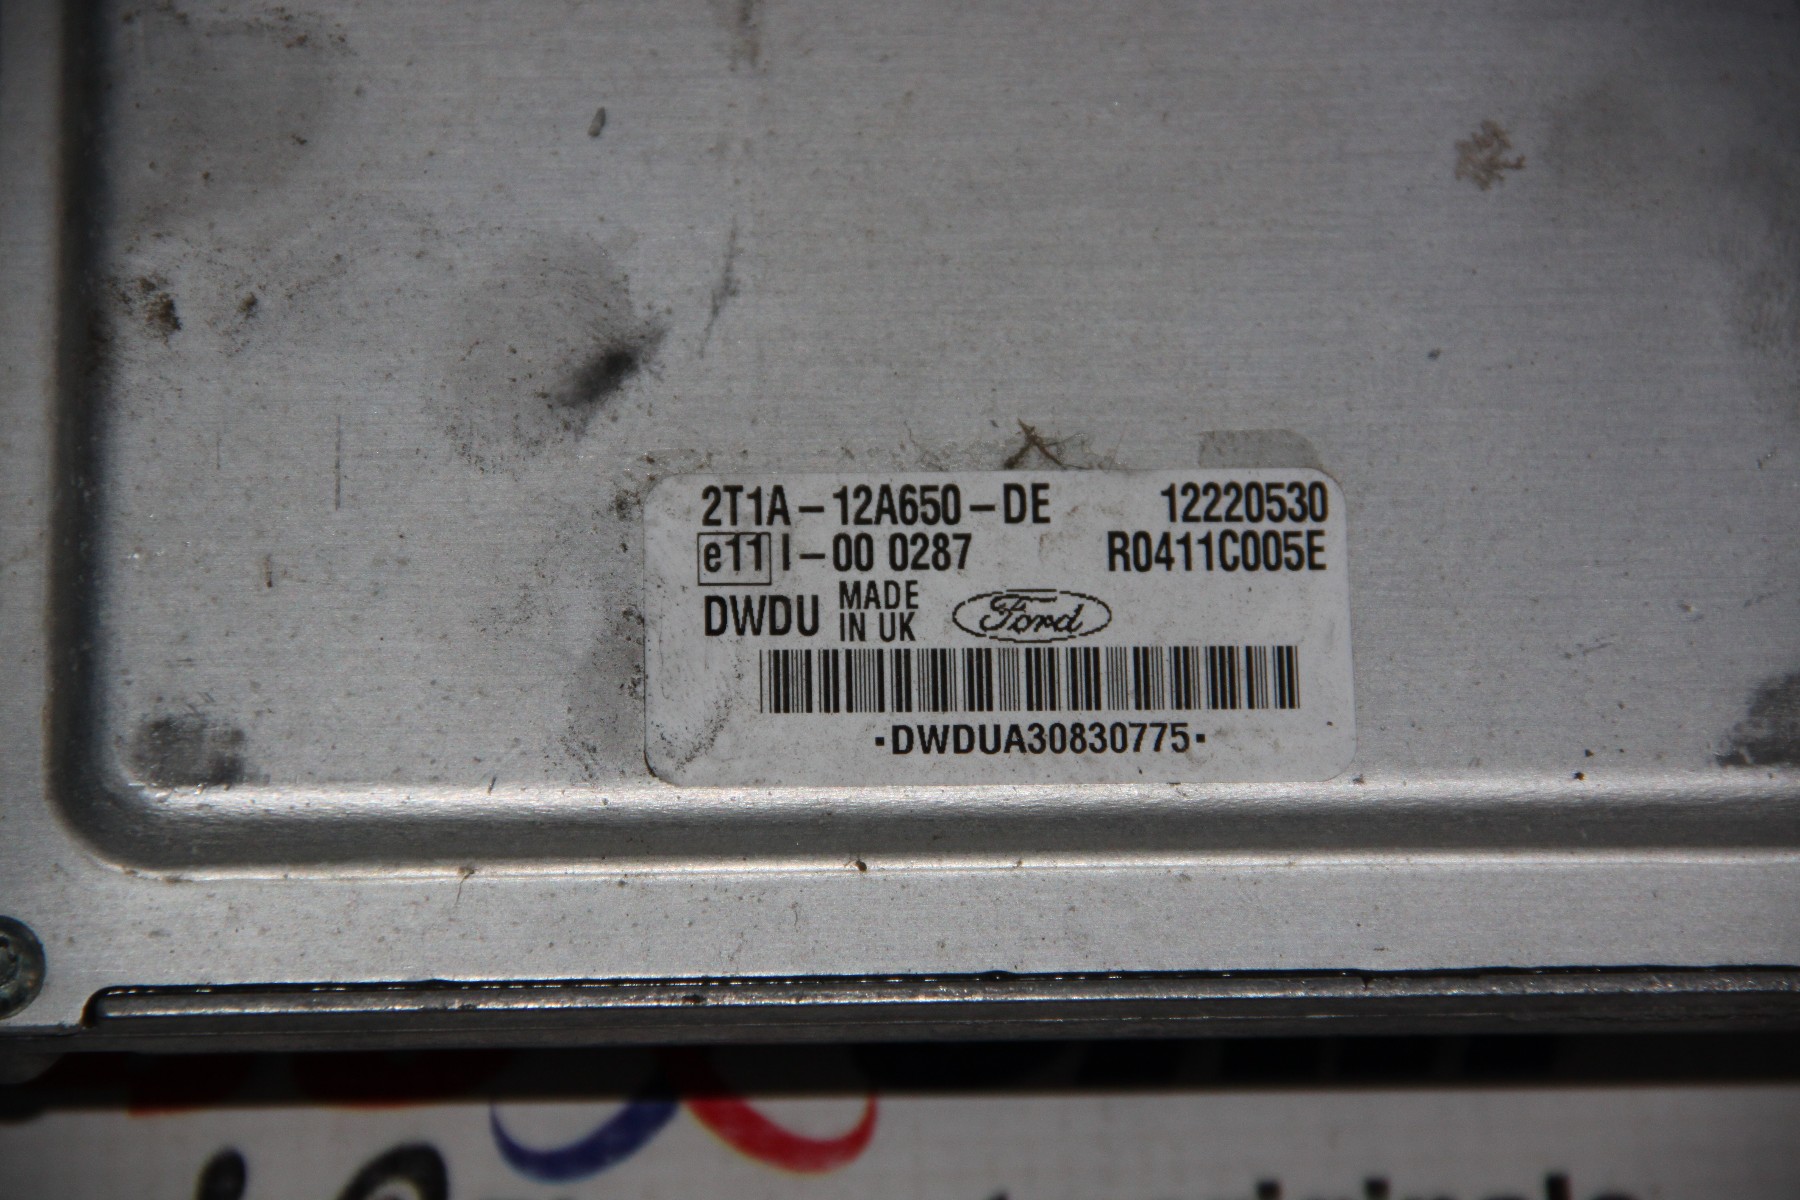 2T1A-12A650-DE 12220530
e11 I-00 0287 R0411C005E
DWDU MADE IN UK Ford
·DWDUA30830775·